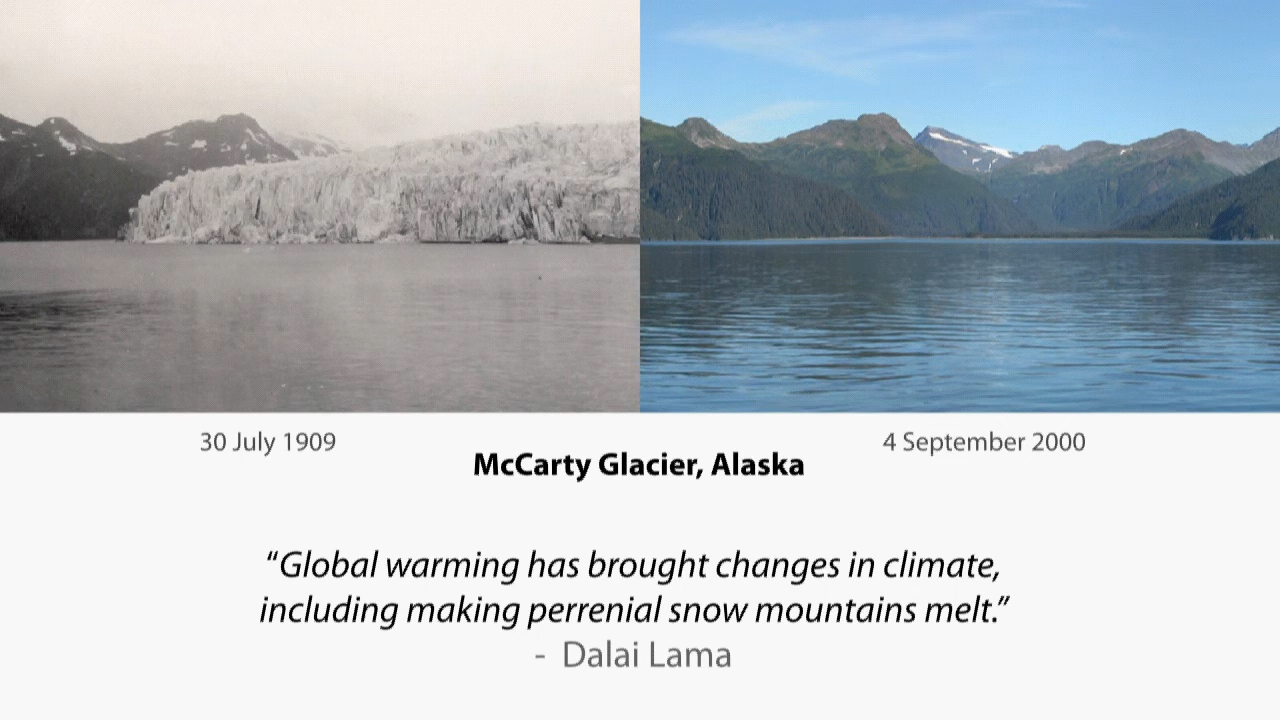 30 July 1909
4 September 2000
McCarty Glacier, Alaska
“Global warming has brought changes in climate,
including making perrenial snow mountains melt.”
- Dalai Lama